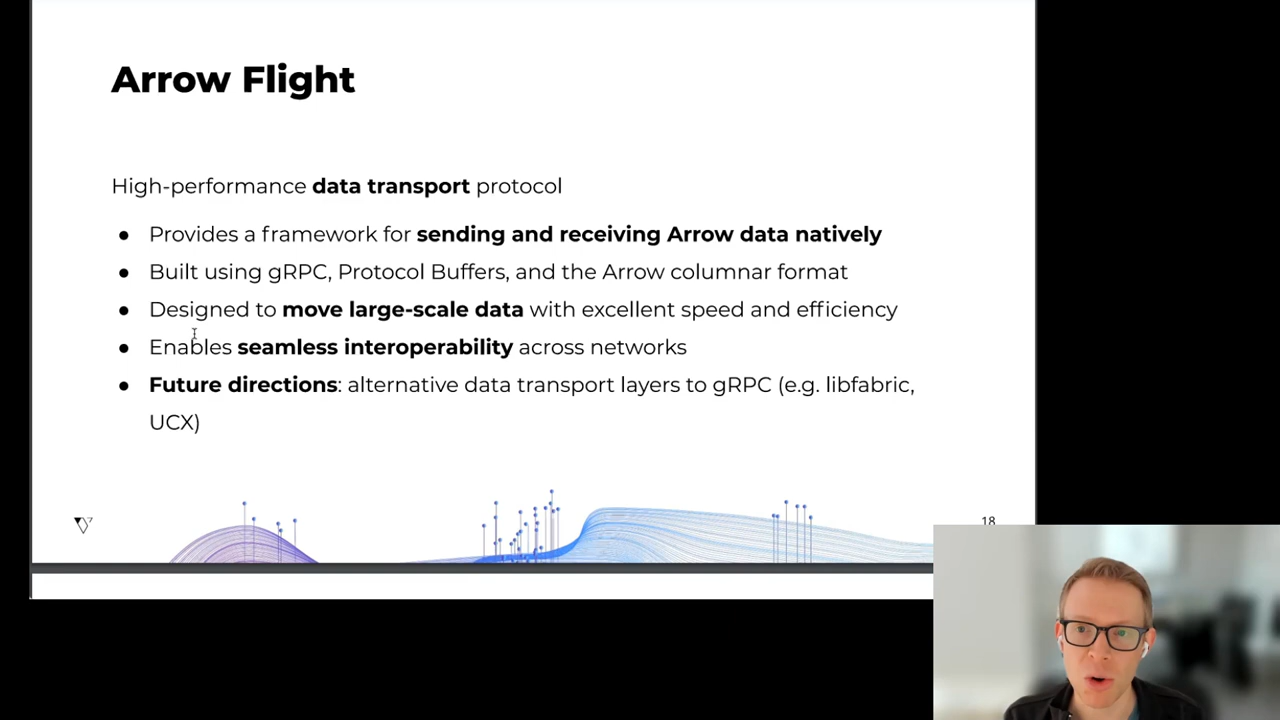 Arrow Flight
High-performance data transport protocol
● Provides a framework for sending and receiving Arrow data natively
● Built using gRPC, Protocol Buffers, and the Arrow columnar format
● Designed to move large-scale data with excellent speed and efficiency
● Enables seamless interoperability across networks
● Future directions: alternative data transport layers to gRPC (e.g. libfabric,
UCX)
18